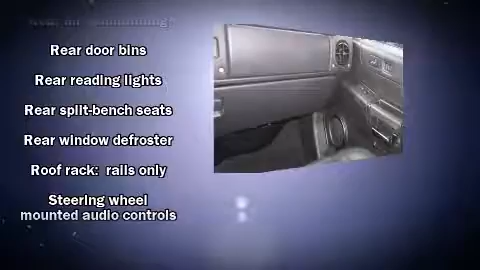 Rear door bins
Rear reading lights
Rear split-bench seats
Rear window defroster
Roof rack:  rails only
Steering wheel
mounted audio controls